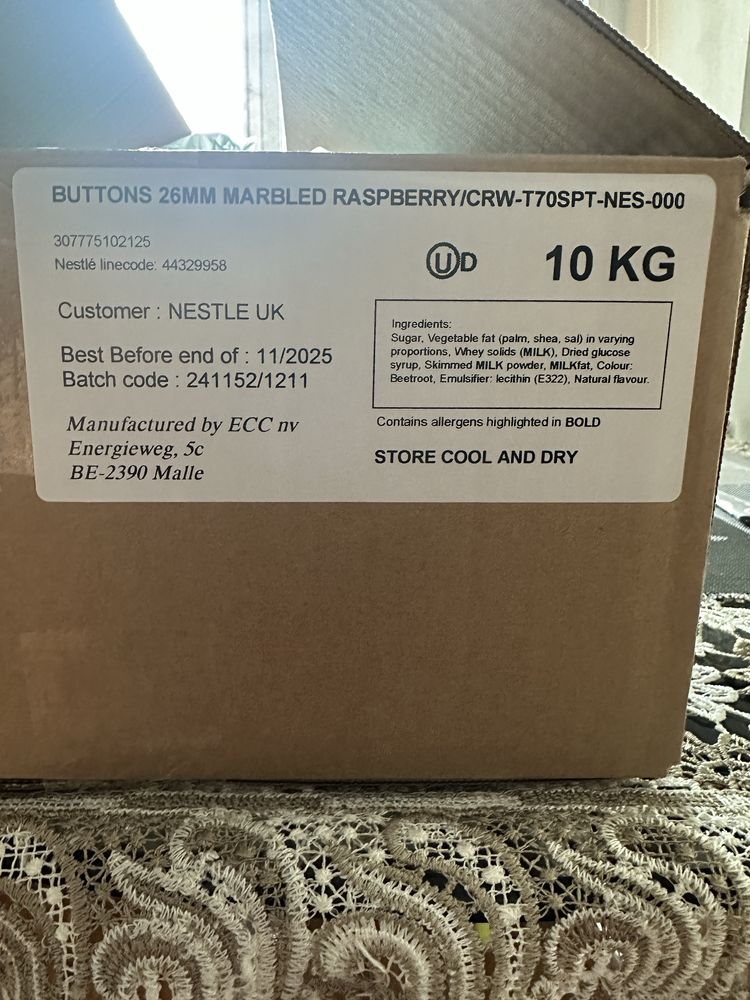 BUTTONS 26MM MARBLED RASPBERRY/CRW-T70SPT-NES-000
307775102125
Nestlé linecode: 44329958
UD
10 KG
Customer : NESTLE UK
Best Before end of : 11/2025
Batch code : 241152/1211
Manufactured by ECC nv
Energieweg, 5c
BE-2390 Malle
Ingredients:
Sugar, Vegetable fat (palm, shea, sal) in varying
proportions, Whey solids (MILK), Dried glucose
syrup, Skimmed MILK powder, MILKfat, Colour:
Beetroot, Emulsifier: lecithin (E322), Natural flavour.
Contains allergens highlighted in BOLD
STORE COOL AND DRY